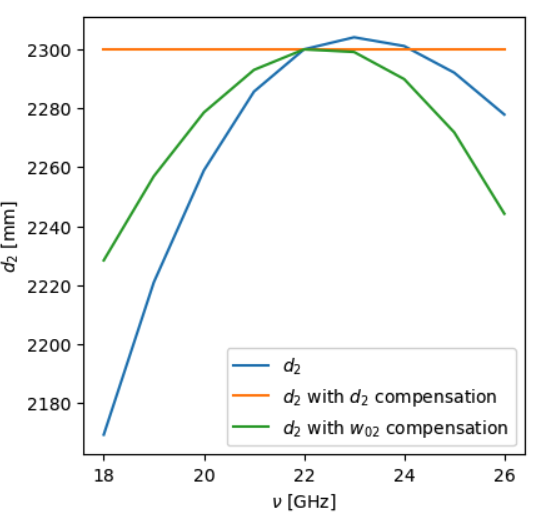 2300
2280
2260
2240
2220
2200
2180
d₂ [mm]
d₂
d₂ with d₂ compensation
d₂ with w₀₂ compensation
18 20 22 24 26
ν [GHz]